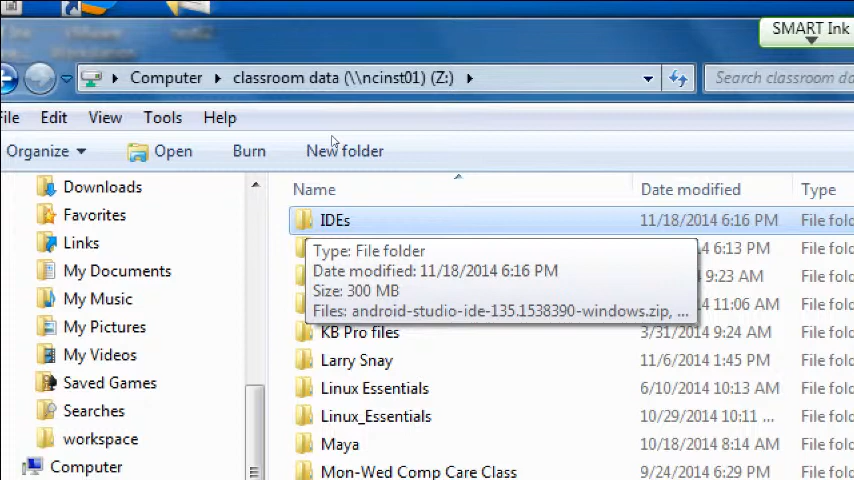 SMART Ink
Computer classroom data (\\ncinst01) (Z:) Search classroom da
File Edit View Tools Help
Organize Open Burn New folder
Name Date modified Type
Downloads
Favorites
Links
My Documents
My Music
My Pictures
My Videos
Saved Games
Searches
workspace
Computer
IDEs 11/18/2014 6:16 PM File fold
Type: File folder
Date modified: 11/18/2014 6:16 PM
Size: 300 MB
Files: android-studio-ide-135.1538390-windows.zip, ...
4 6:13 PM File fold
9:23 AM File fold
11:06 AM File fold
KB Pro files 3/31/2014 9:24 AM File fold
Larry Snay 11/6/2014 1:45 PM File fold
Linux Essentials 6/10/2014 10:13 AM File fold
Linux_Essentials 10/29/2014 10:11 ... File fold
Maya 10/18/2014 8:14 AM File fold
Mon-Wed Comp Care Class 9/24/2014 6:29 PM File fold